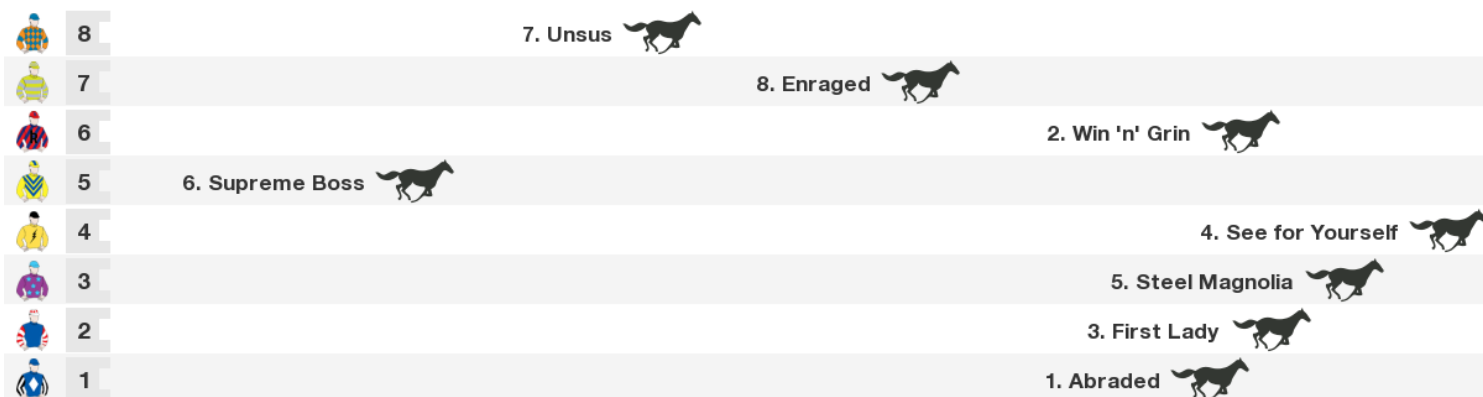 8 7. Unsus
7 8. Enraged
6 2. Win 'n' Grin
5 6. Supreme Boss
4 4. See for Yourself
3 5. Steel Magnolia
2 3. First Lady
1 1. Abraded